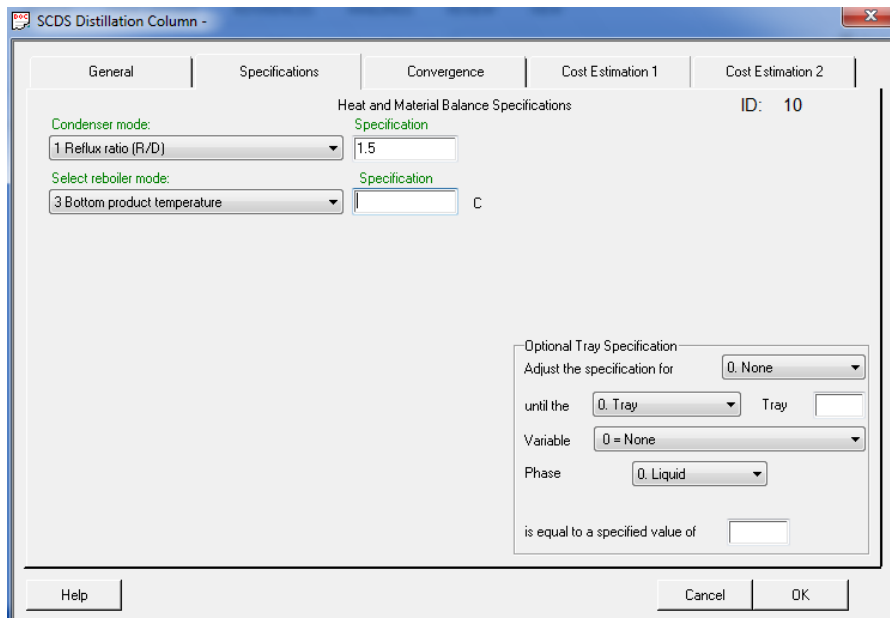 SCDS Distillation Column -
General Specifications Convergence Cost Estimation 1 Cost Estimation 2
Heat and Material Balance Specifications ID: 10
Condenser mode: Specification
1 Reflux ratio (R/D) 1.5
Select reboiler mode: Specification
3 Bottom product temperature C
Optional Tray Specification
Adjust the specification for 0. None
until the 0. Tray Tray
Variable 0 = None
Phase 0. Liquid
is equal to a specified value of
Help Cancel OK